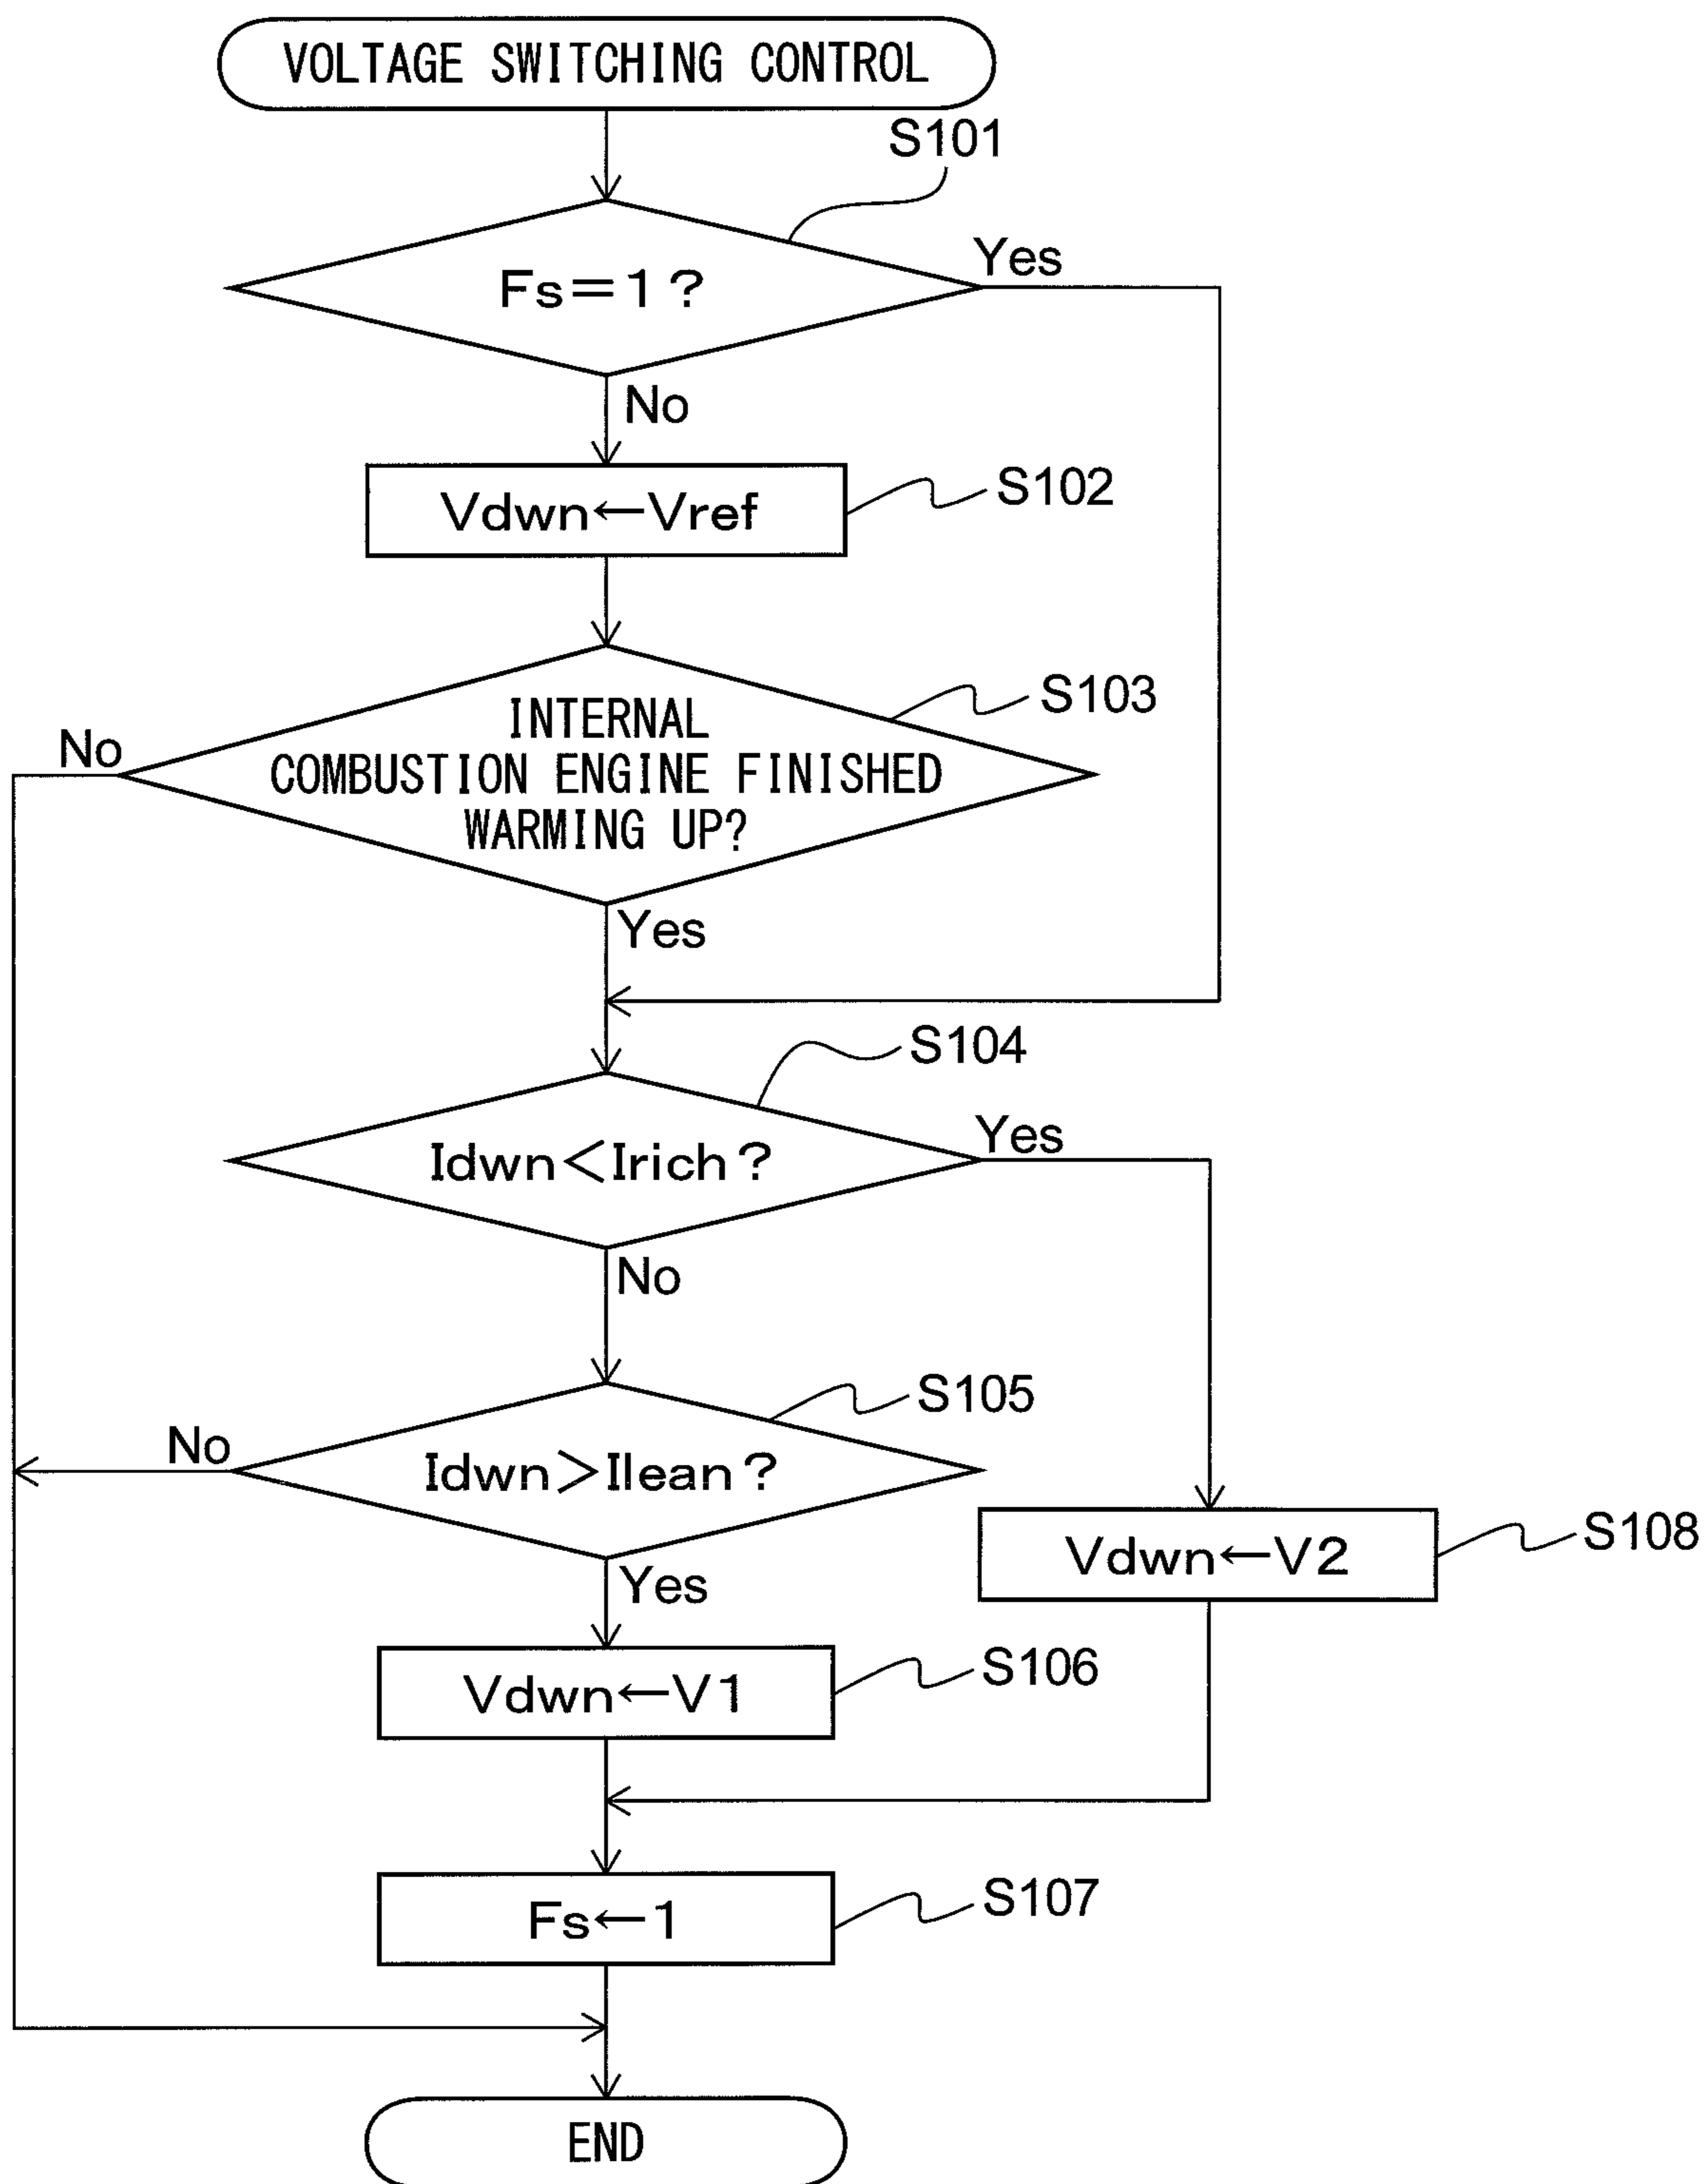 VOLTAGE SWITCHING CONTROL
S101
Fs=1?
Yes
No
Vdwn←Vref
S102
S103
INTERNAL
COMBUSTION ENGINE FINISHED
WARMING UP?
No
Yes
S104
Idwn<Irich?
Yes
No
S105
Idwn>Ilean?
No
Yes
Vdwn←V2
S108
Vdwn←V1
S106
Fs←1
S107
END